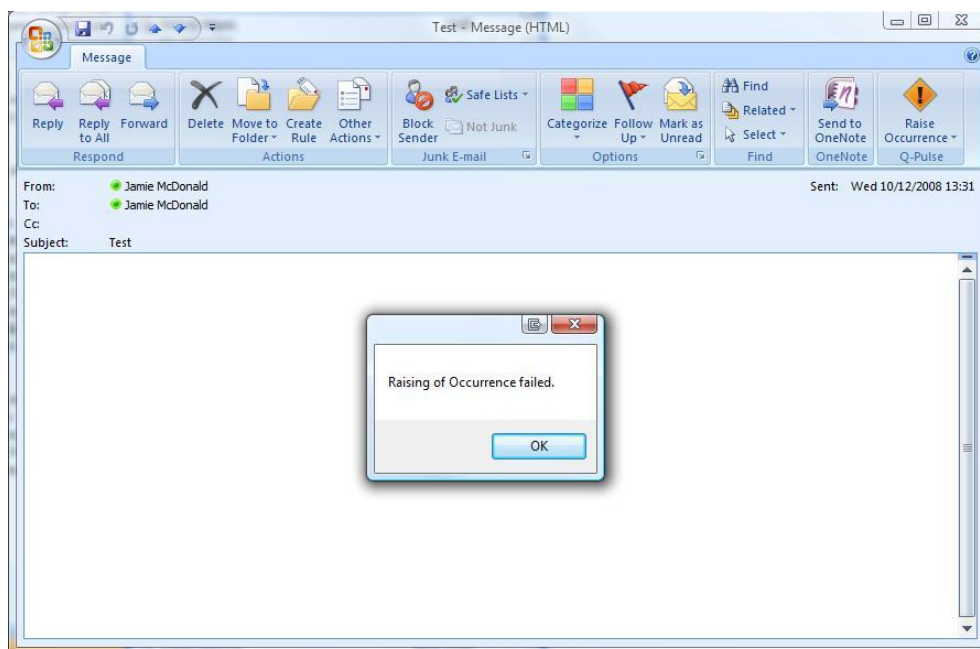 Test - Message (HTML)
Message
Reply
Reply to All
Forward
Respond
Delete
Move to Folder
Create Rule
Other Actions
Actions
Block Sender
Safe Lists
Not Junk
Junk E-mail
Categorize
Follow Up
Mark as Unread
Options
Find
Related
Select
Find
Send to OneNote
OneNote
Raise Occurrence
Q-Pulse
From: Jamie McDonald
Sent: Wed 10/12/2008 13:31
To: Jamie McDonald
Cc:
Subject: Test
Raising of Occurrence failed.
OK